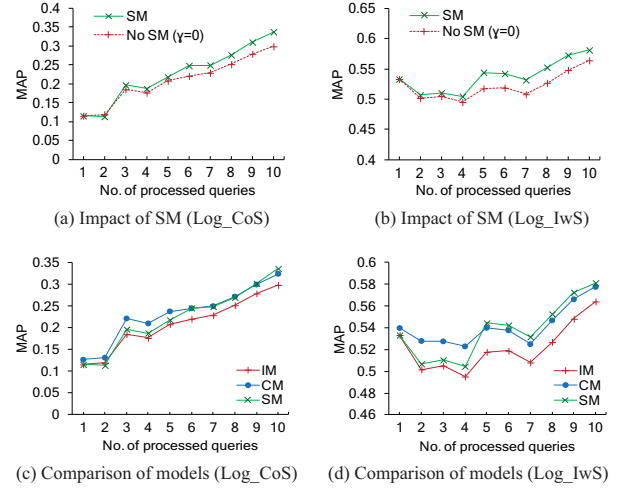 SM
No SM (ɣ=0)
MAP
0.4
0.35
0.3
0.25
0.2
0.15
0.1
0.05
0
1 2 3 4 5 6 7 8 9 10
No. of processed queries
(a) Impact of SM (Log_CoS)
SM
No SM (ɣ=0)
MAP
0.65
0.6
0.55
0.5
0.45
0.4
1 2 3 4 5 6 7 8 9 10
No. of processed queries
(b) Impact of SM (Log_IwS)
MAP
0.35
0.3
0.25
0.2
0.15
0.1
0.05
0
IM
CM
SM
1 2 3 4 5 6 7 8 9 10
No. of processed queries
(c) Comparison of models (Log_CoS)
MAP
0.6
0.58
0.56
0.54
0.52
0.5
0.48
0.46
IM
CM
SM
1 2 3 4 5 6 7 8 9 10
No. of processed queries
(d) Comparison of models (Log_IwS)